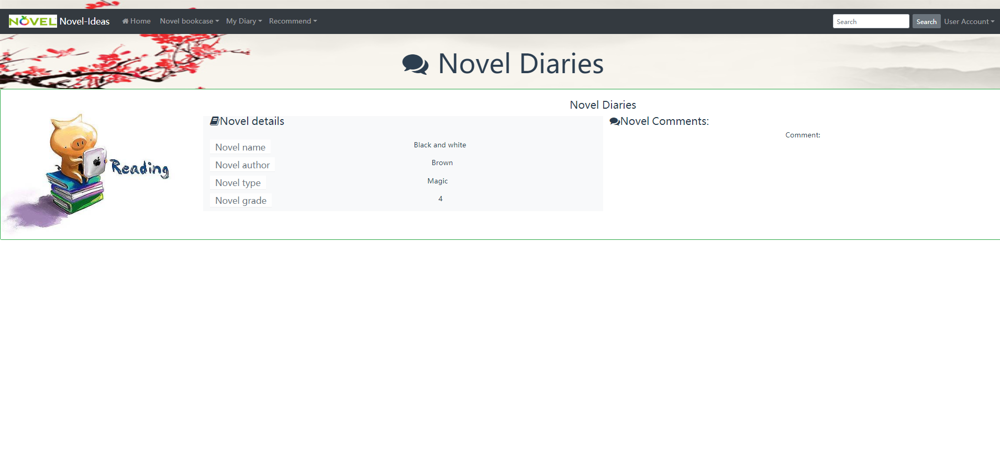 NOVEL Novel-Ideas Home Novel bookcase My Diary Recommend Search Search User Account
Novel Diaries
Reading
Novel Diaries
Novel details
Novel name Black and white
Novel author Brown
Novel type Magic
Novel grade 4
Novel Comments:
Comment: